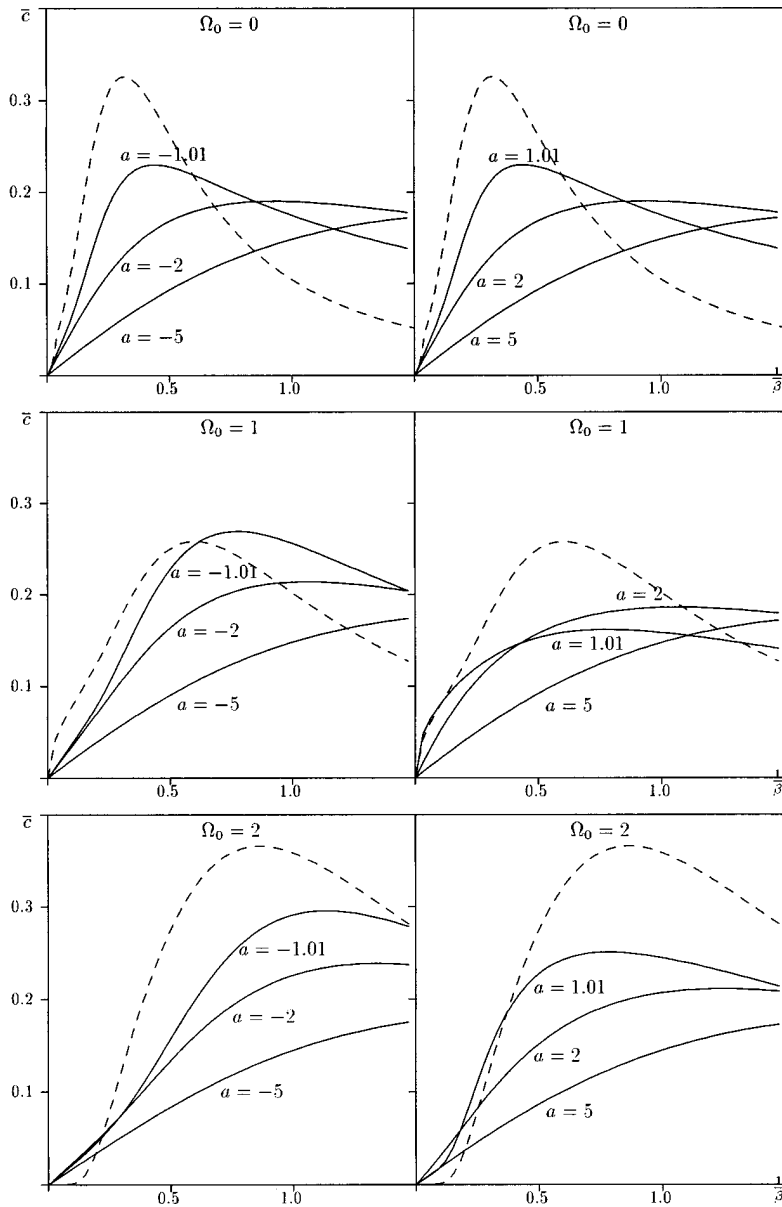 c̅ Ω₀ = 0 Ω₀ = 0
0.3
a = −1.01 a = 1.01
0.2
a = −2 a = 2
0.1
a = −5 a = 5
0.5 1.0 0.5 1.0 β̅
c̅ Ω₀ = 1 Ω₀ = 1
0.3
a = −1.01 a = 2
0.2
a = −2 a = 1.01
0.1
a = −5 a = 5
0.5 1.0 0.5 1.0 β̅
c̅ Ω₀ = 2 Ω₀ = 2
0.3
a = −1.01 a = 1.01
0.2
a = −2 a = 2
0.1
a = −5 a = 5
0.5 1.0 0.5 1.0 β̅